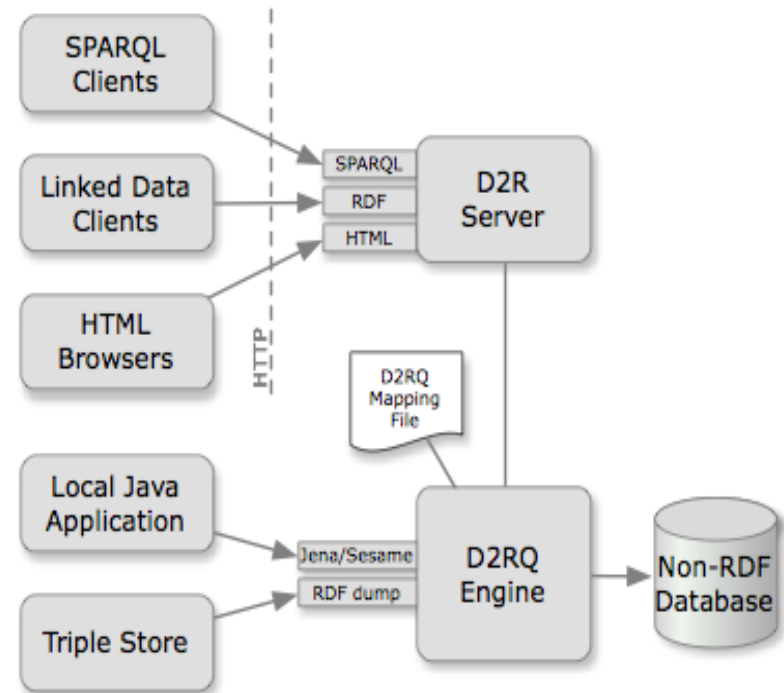 SPARQL
Clients
Linked Data
Clients
HTML
Browsers
HTTP
SPARQL
RDF
HTML
D2R
Server
D2RQ
Mapping
File
Local Java
Application
Triple Store
Jena/Sesame
RDF dump
D2RQ
Engine
Non-RDF
Database